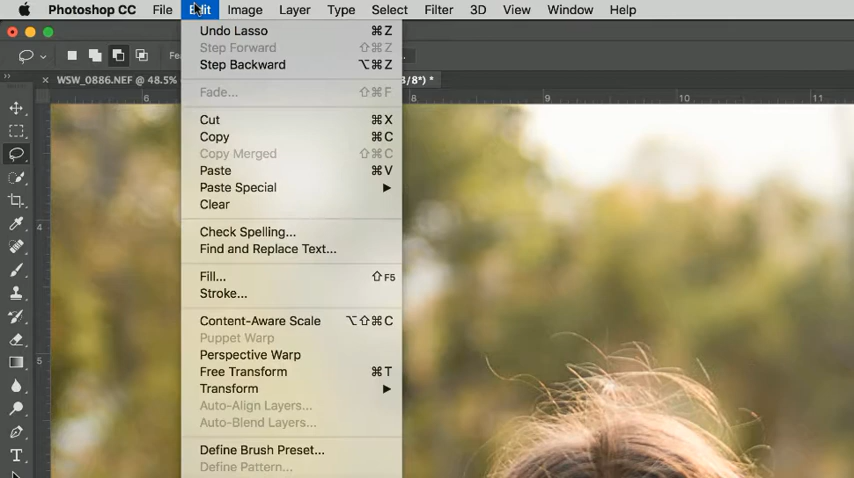 Photoshop CC File Edit Image Layer Type Select Filter 3D View Window Help
WSW_0886.NEF @ 48.5% /8*) *
6 8 9 10 11
4
5
Undo Lasso ⌘Z
Step Forward ⇧⌘Z
Step Backward ⌥⌘Z
Fade... ⇧⌘F
Cut ⌘X
Copy ⌘C
Copy Merged ⇧⌘C
Paste ⌘V
Paste Special
Clear
Check Spelling...
Find and Replace Text...
Fill... ⇧F5
Stroke...
Content-Aware Scale ⌥⇧⌘C
Puppet Warp
Perspective Warp
Free Transform ⌘T
Transform
Auto-Align Layers...
Auto-Blend Layers...
Define Brush Preset...
Define Pattern...